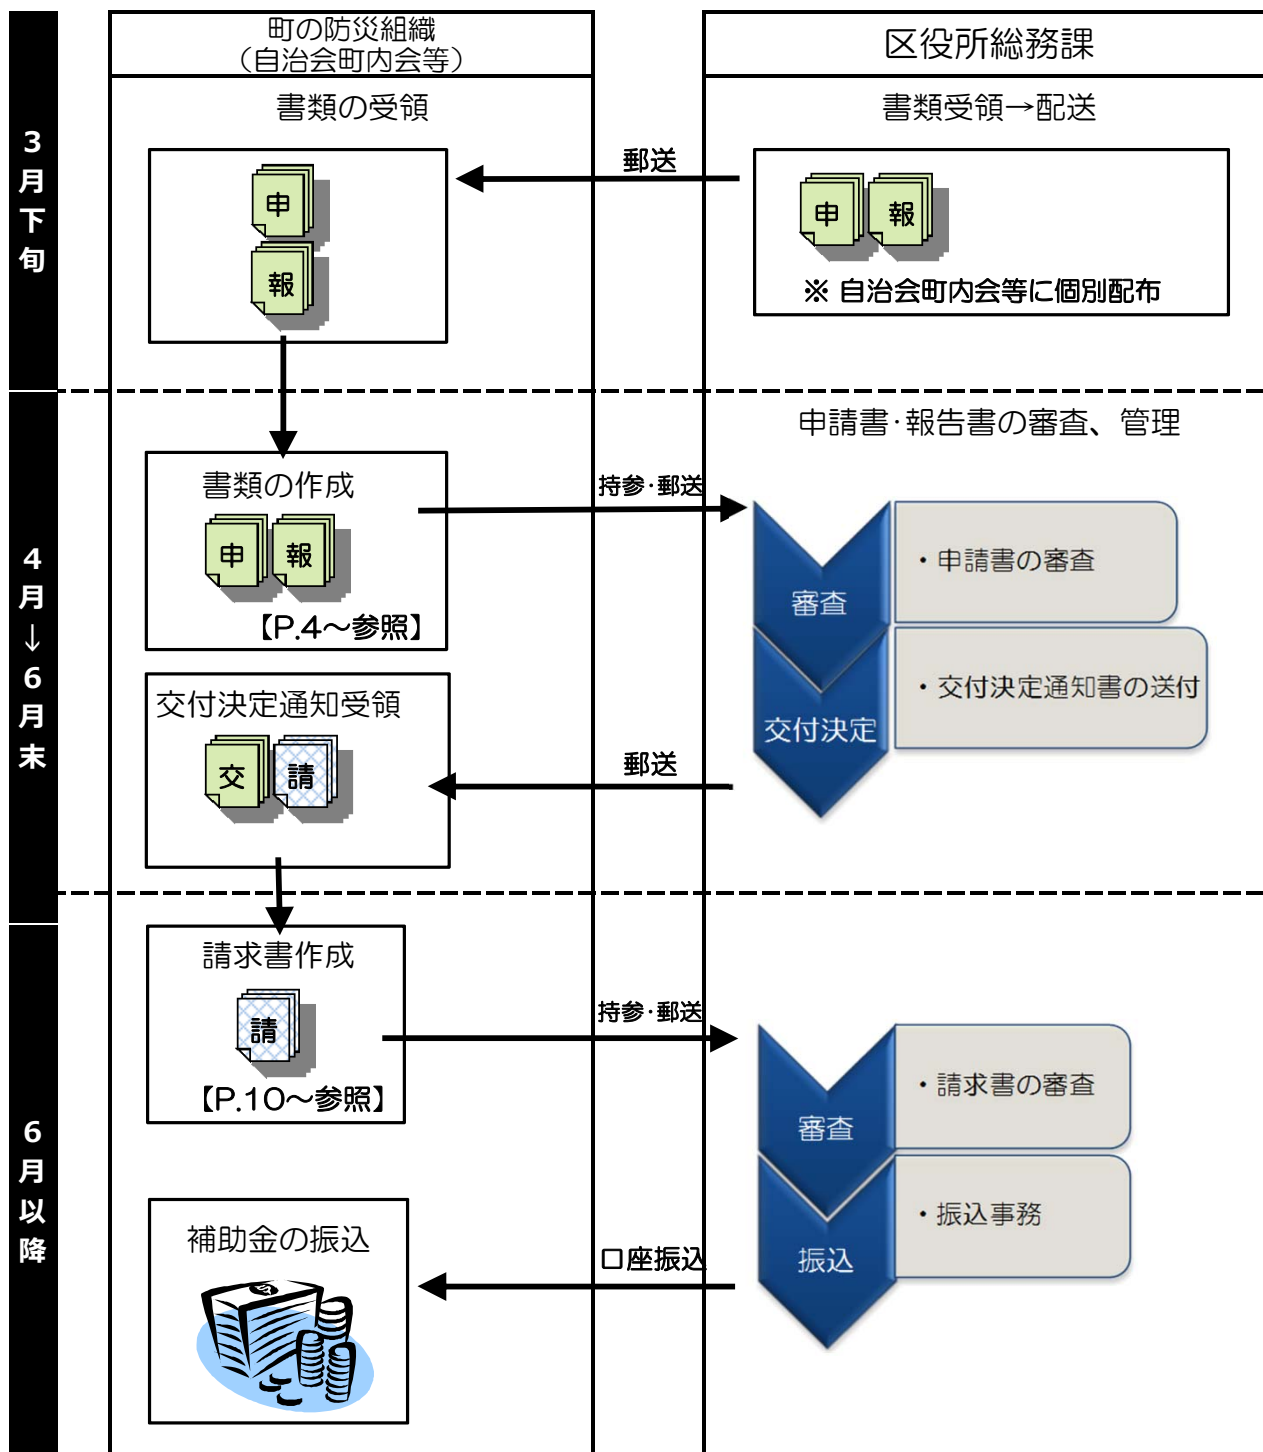 町の防災組織
（自治会町内会等）
区役所総務課
3月下旬
書類の受領
書類受領→配送
申
報
郵送
申
報
※ 自治会町内会等に個別配布
4月→6月末
申請書・報告書の審査、管理
書類の作成
申
報
【P.4～参照】
持参・郵送
審査
・申請書の審査
交付決定
・交付決定通知書の送付
交付決定通知受領
交
請
郵送
6月以降
請求書作成
請
【P.10～参照】
持参・郵送
審査
・請求書の審査
振込
・振込事務
補助金の振込
口座振込